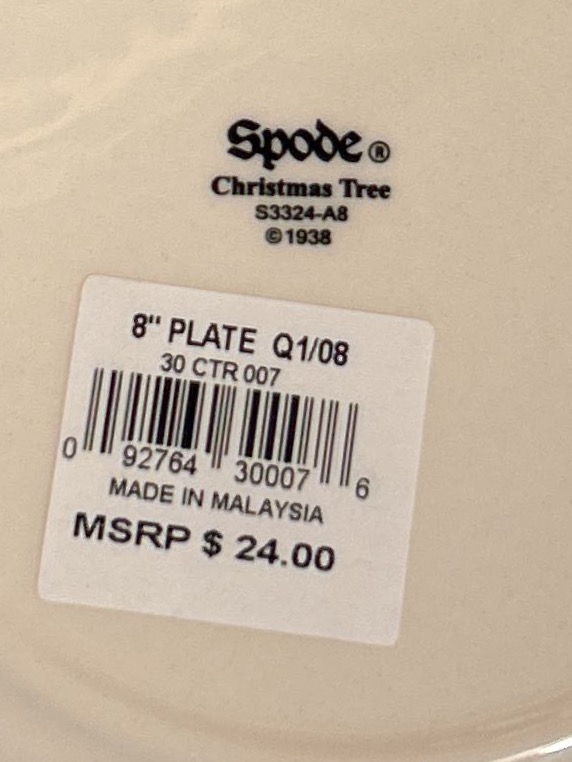 Spode®
Christmas Tree
S3324-A8
©1938
8" PLATE Q1/08
30 CTR 007
0 92764 30007 6
MADE IN MALAYSIA
MSRP $ 24.00